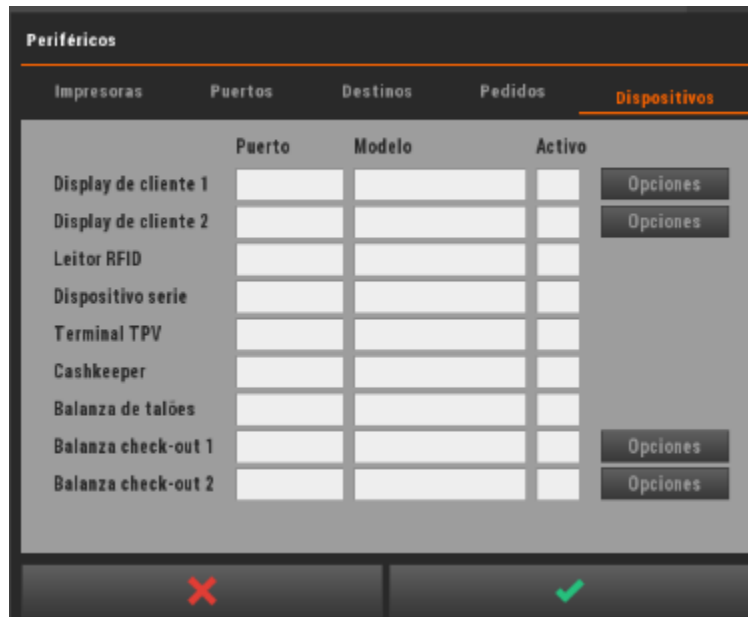 Periféricos
Impresoras Puertos Destinos Pedidos Dispositivos
Puerto Modelo Activo
Display de cliente 1 Opciones
Display de cliente 2 Opciones
Leitor RFID
Dispositivo serie
Terminal TPV
Cashkeeper
Balanza de talões
Balanza check-out 1 Opciones
Balanza check-out 2 Opciones